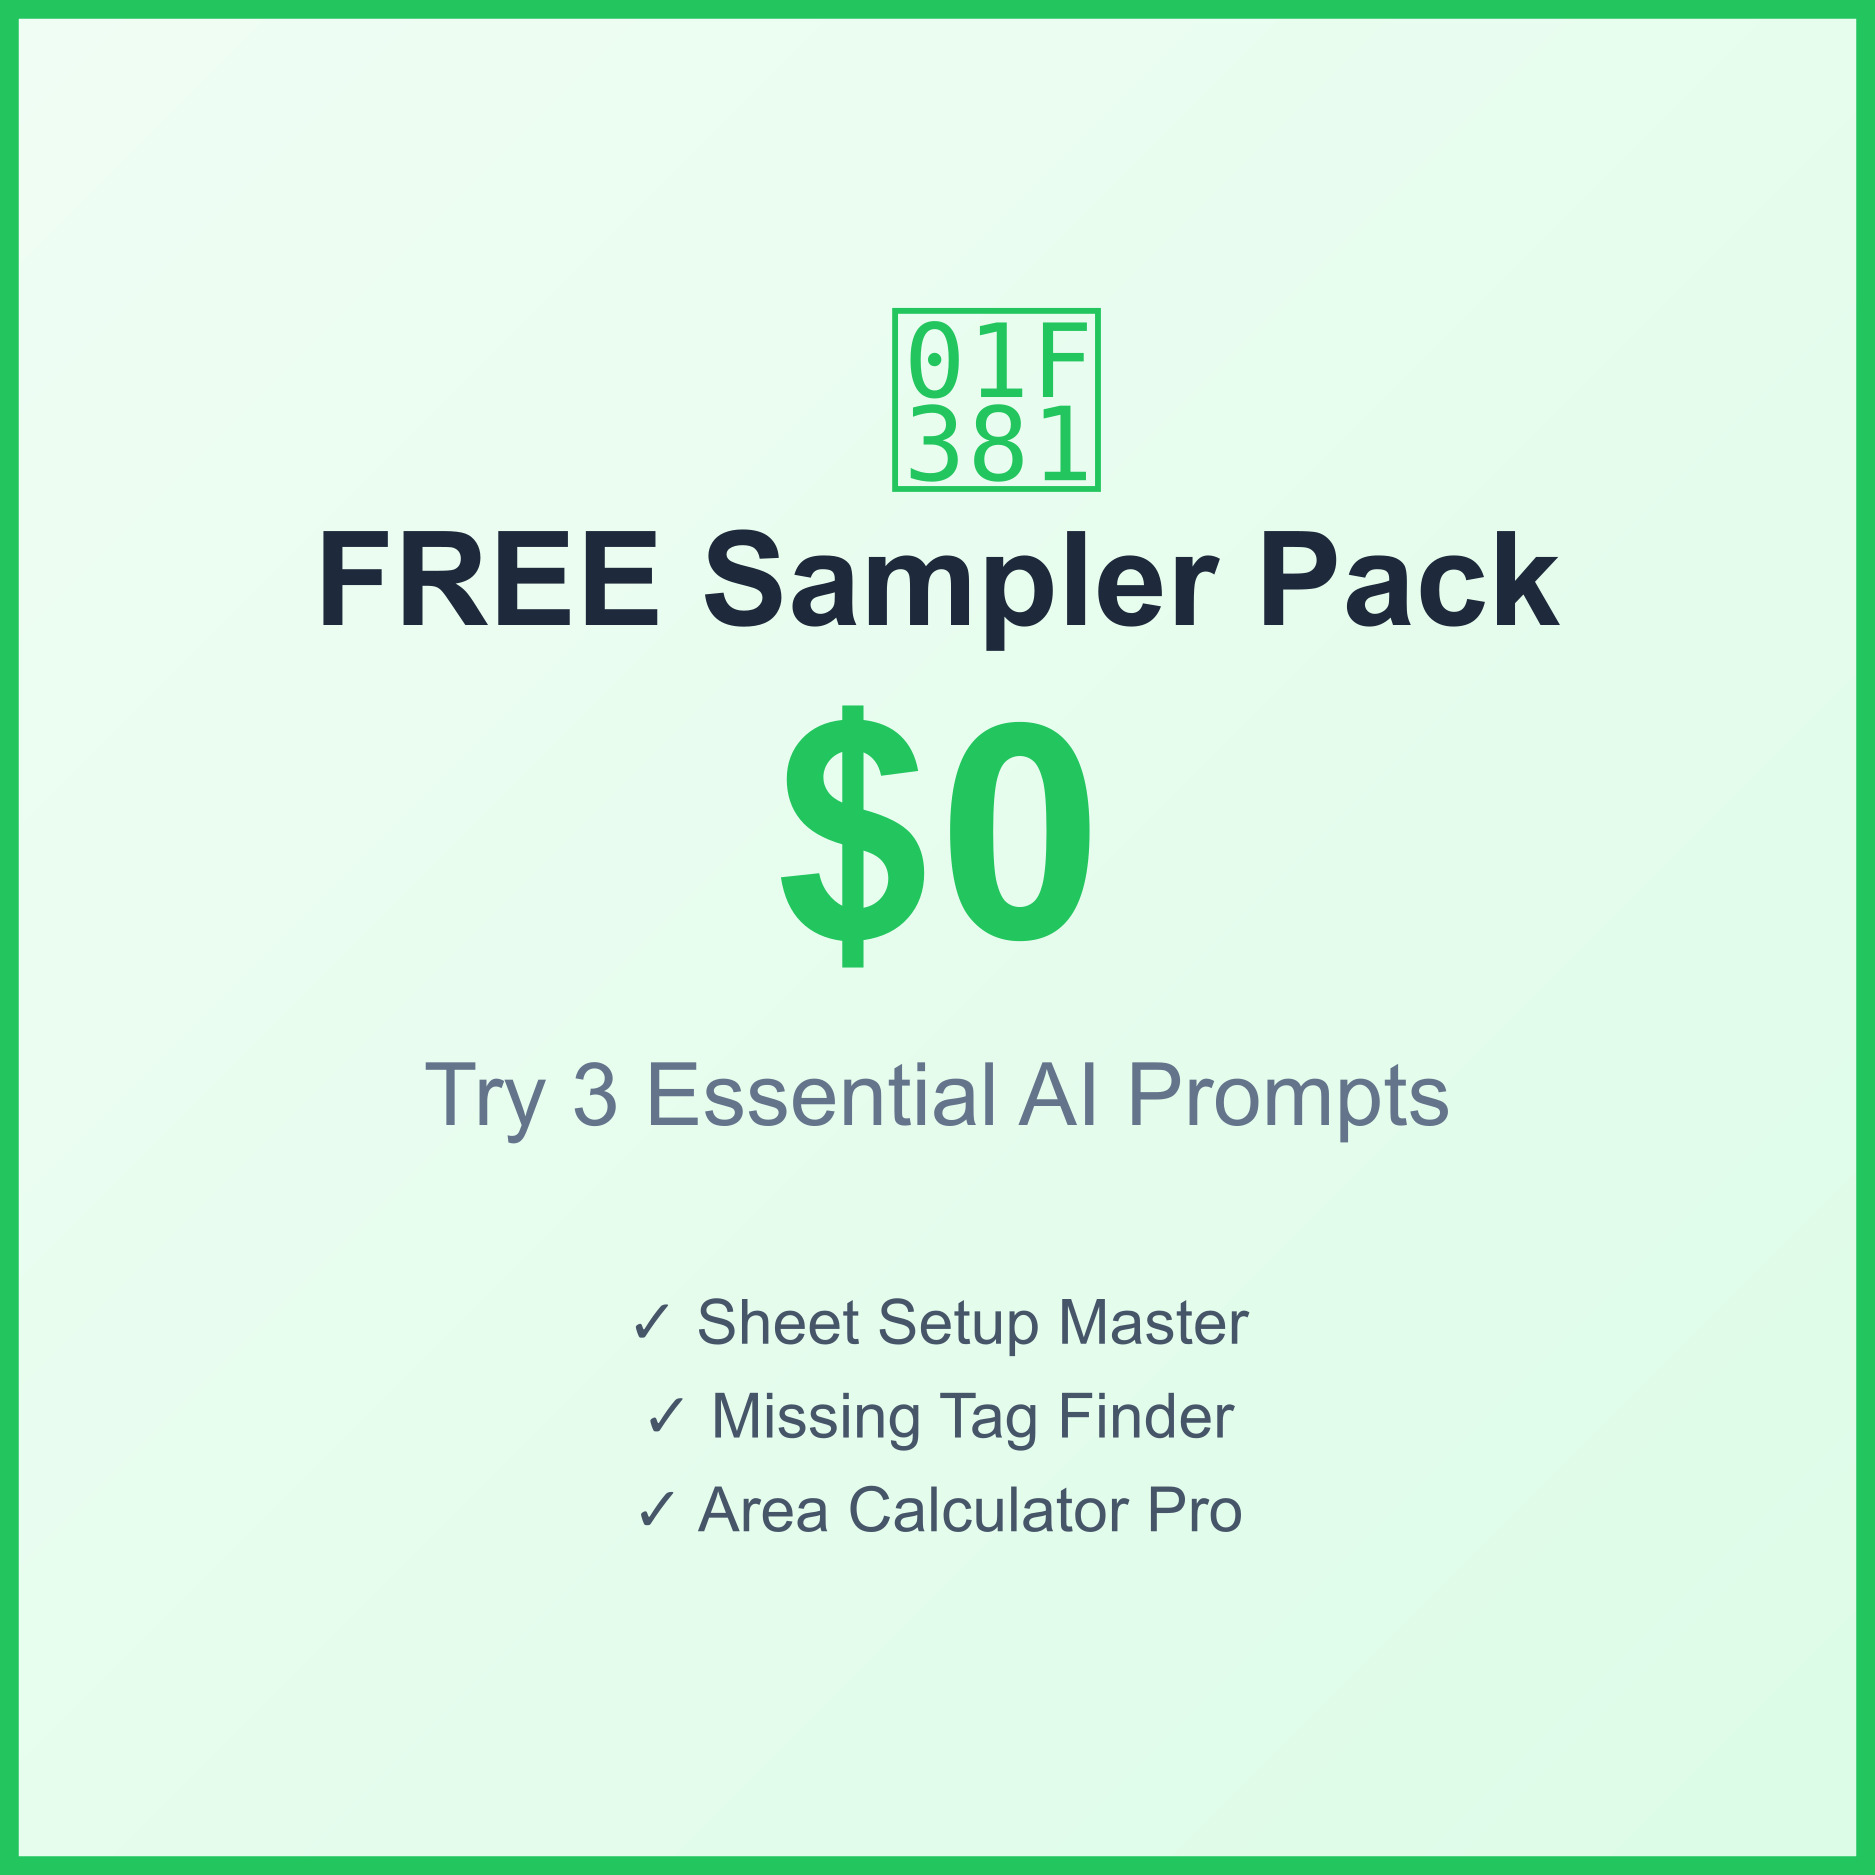 01F
381
FREE Sampler Pack
$0
Try 3 Essential AI Prompts
✓ Sheet Setup Master
✓ Missing Tag Finder
✓ Area Calculator Pro